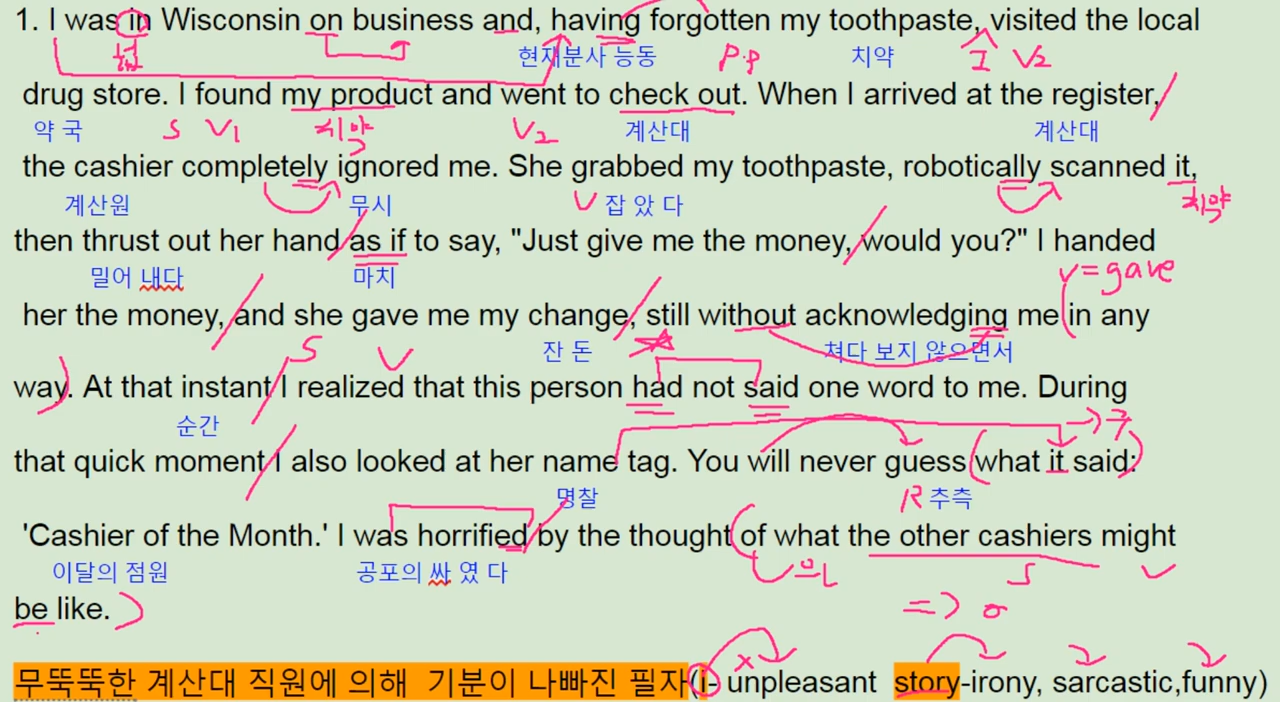 1. I was in Wisconsin on business and, having forgotten my toothpaste, visited the local
현 현재분사 능동 p.p 치약 I V2
drug store. I found my product and went to check out. When I arrived at the register,
약 국 S V1 치약 V2 계산대 계산대
the cashier completely ignored me. She grabbed my toothpaste, robotically scanned it,
계산원 무시 V 잡 았 다 치약
then thrust out her hand as if to say, "Just give me the money, would you?" I handed
밀어 내다 마치 v=gave
her the money, and she gave me my change, still without acknowledging me in any
S V 잔 돈 쳐다 보지 않으면서
way. At that instant I realized that this person had not said one word to me. During
순간
that quick moment I also looked at her name tag. You will never guess what it said:
명찰 R 추측
'Cashier of the Month.' I was horrified by the thought of what the other cashiers might
이달의 점원 공포의 싸 였 다 S V
be like.
무뚝뚝한 계산대 직원에 의해 기분이 나빠진 필자(i- unpleasant story-irony, sarcastic,funny)